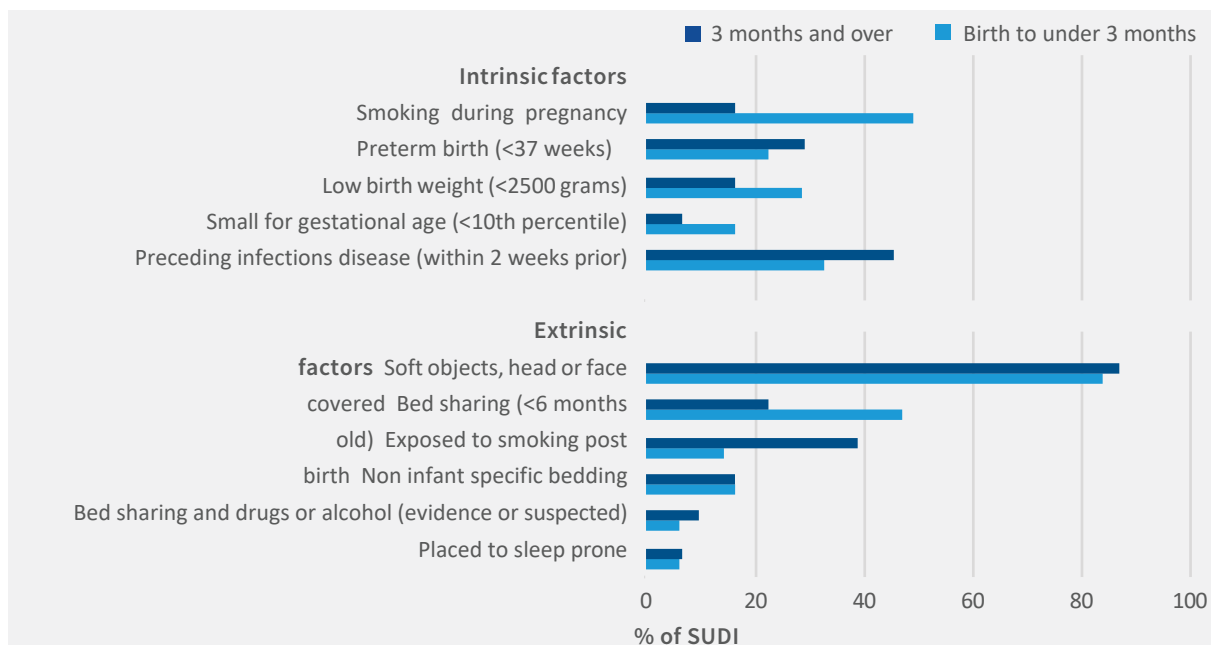 3 months and over Birth to under 3 months
Intrinsic factors
Smoking during pregnancy
Preterm birth (<37 weeks)
Low birth weight (<2500 grams)
Small for gestational age (<10th percentile)
Preceding infections disease (within 2 weeks prior)
Extrinsic
factors Soft objects, head or face
covered Bed sharing (<6 months
old) Exposed to smoking post
birth Non infant specific bedding
Bed sharing and drugs or alcohol (evidence or suspected)
Placed to sleep prone
0 20 40 60 80 100
% of SUDI